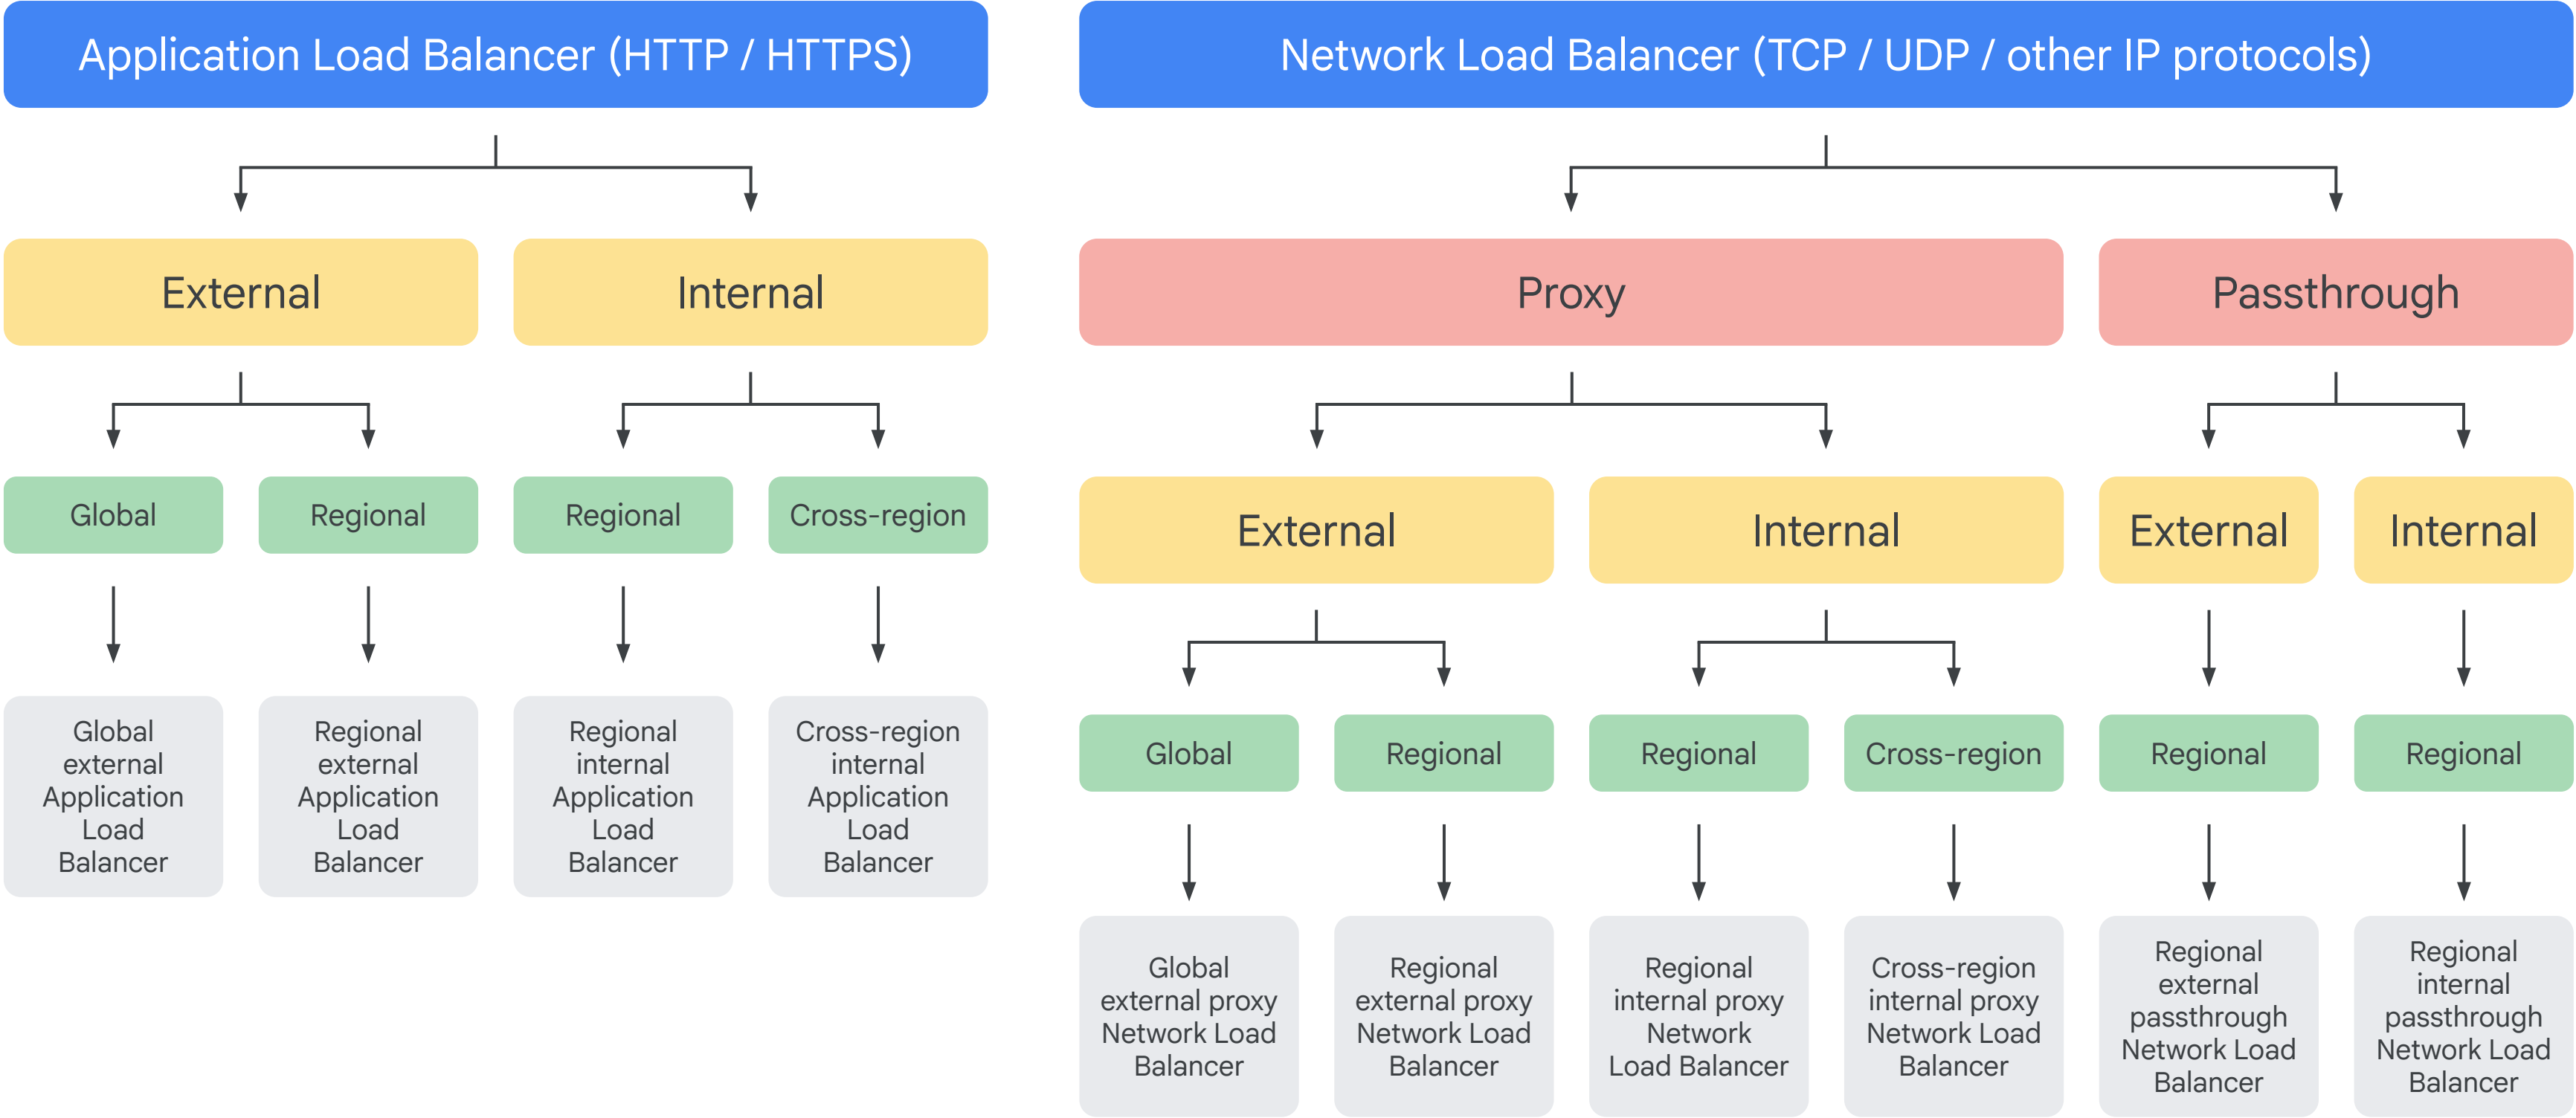 Application Load Balancer (HTTP / HTTPS)
Network Load Balancer (TCP / UDP / other IP protocols)
External
Internal
Proxy
Passthrough
Global
Regional
Regional
Cross-region
External
Internal
External
Internal
Global
external
Application
Load
Balancer
Regional
external
Application
Load
Balancer
Regional
internal
Application
Load
Balancer
Cross-region
internal
Application
Load
Balancer
Global
Regional
Regional
Cross-region
Regional
Regional
Global
external proxy
Network Load
Balancer
Regional
external proxy
Network Load
Balancer
Regional
internal proxy
Network
Load Balancer
Cross-region
internal proxy
Network Load
Balancer
Regional
external
passthrough
Network Load
Balancer
Regional
internal
passthrough
Network Load
Balancer